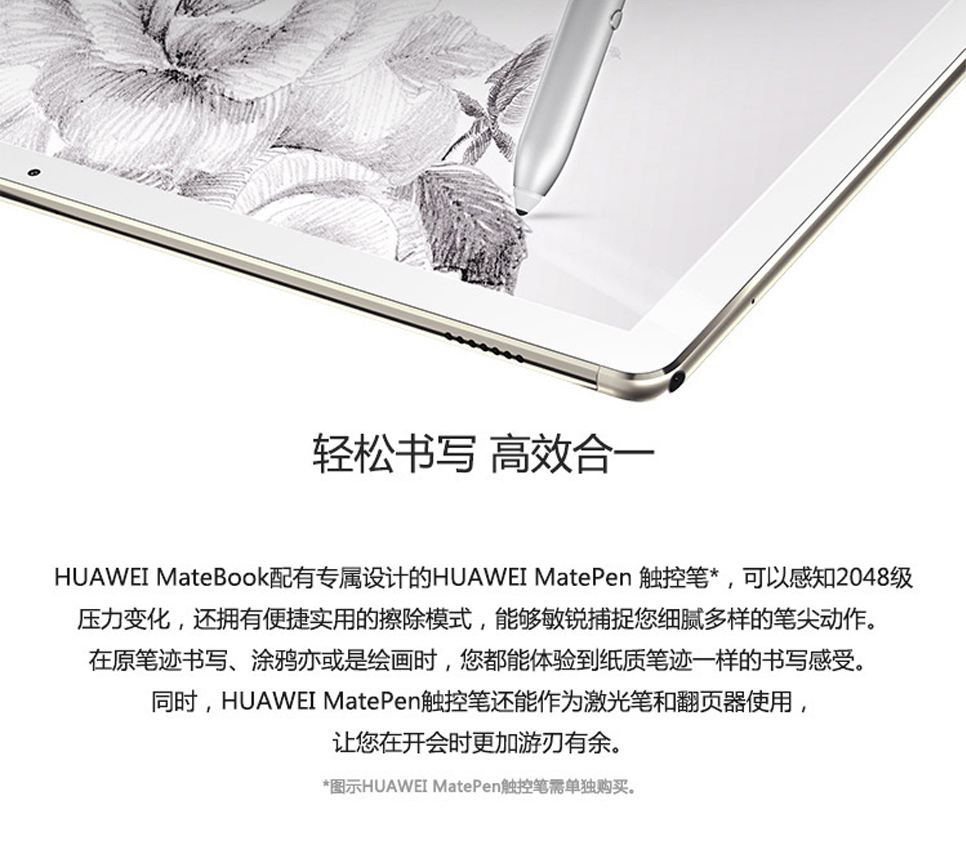 轻松书写 高效合一
HUAWEI MateBook配有专属设计的HUAWEI MatePen 触控笔*，可以感知2048级
压力变化，还拥有便捷实用的擦除模式，能够敏锐捕捉您细腻多样的笔尖动作。
在原笔迹书写、涂鸦亦或是绘画时，您都能体验到纸质笔迹一样的书写感受。
同时，HUAWEI MatePen触控笔还能作为激光笔和翻页器使用，
让您在开会时更加游刃有余。
*图示HUAWEI MatePen触控笔需单独购买。